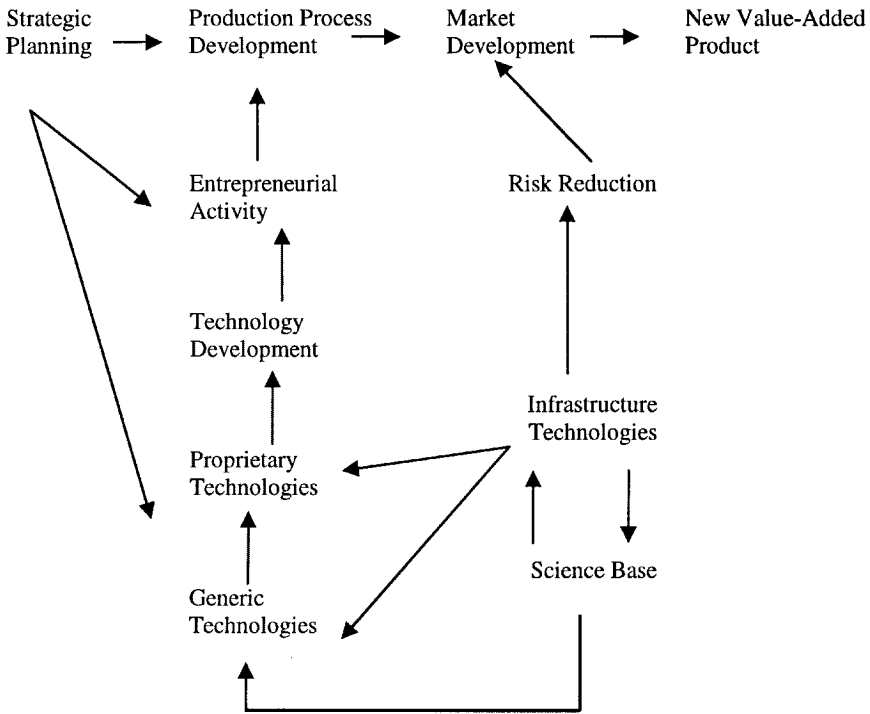 Strategic
Planning
Production Process
Development
Market
Development
New Value-Added
Product
Entrepreneurial
Activity
Risk Reduction
Technology
Development
Infrastructure
Technologies
Proprietary
Technologies
Science Base
Generic
Technologies